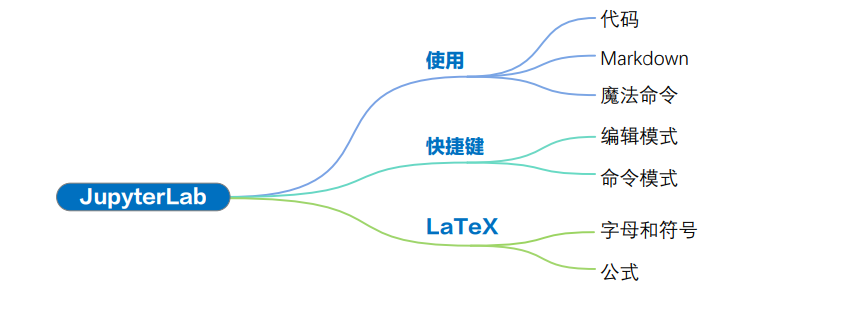 JupyterLab
使用
代码
Markdown
魔法命令
快捷键
编辑模式
命令模式
LaTeX
字母和符号
公式